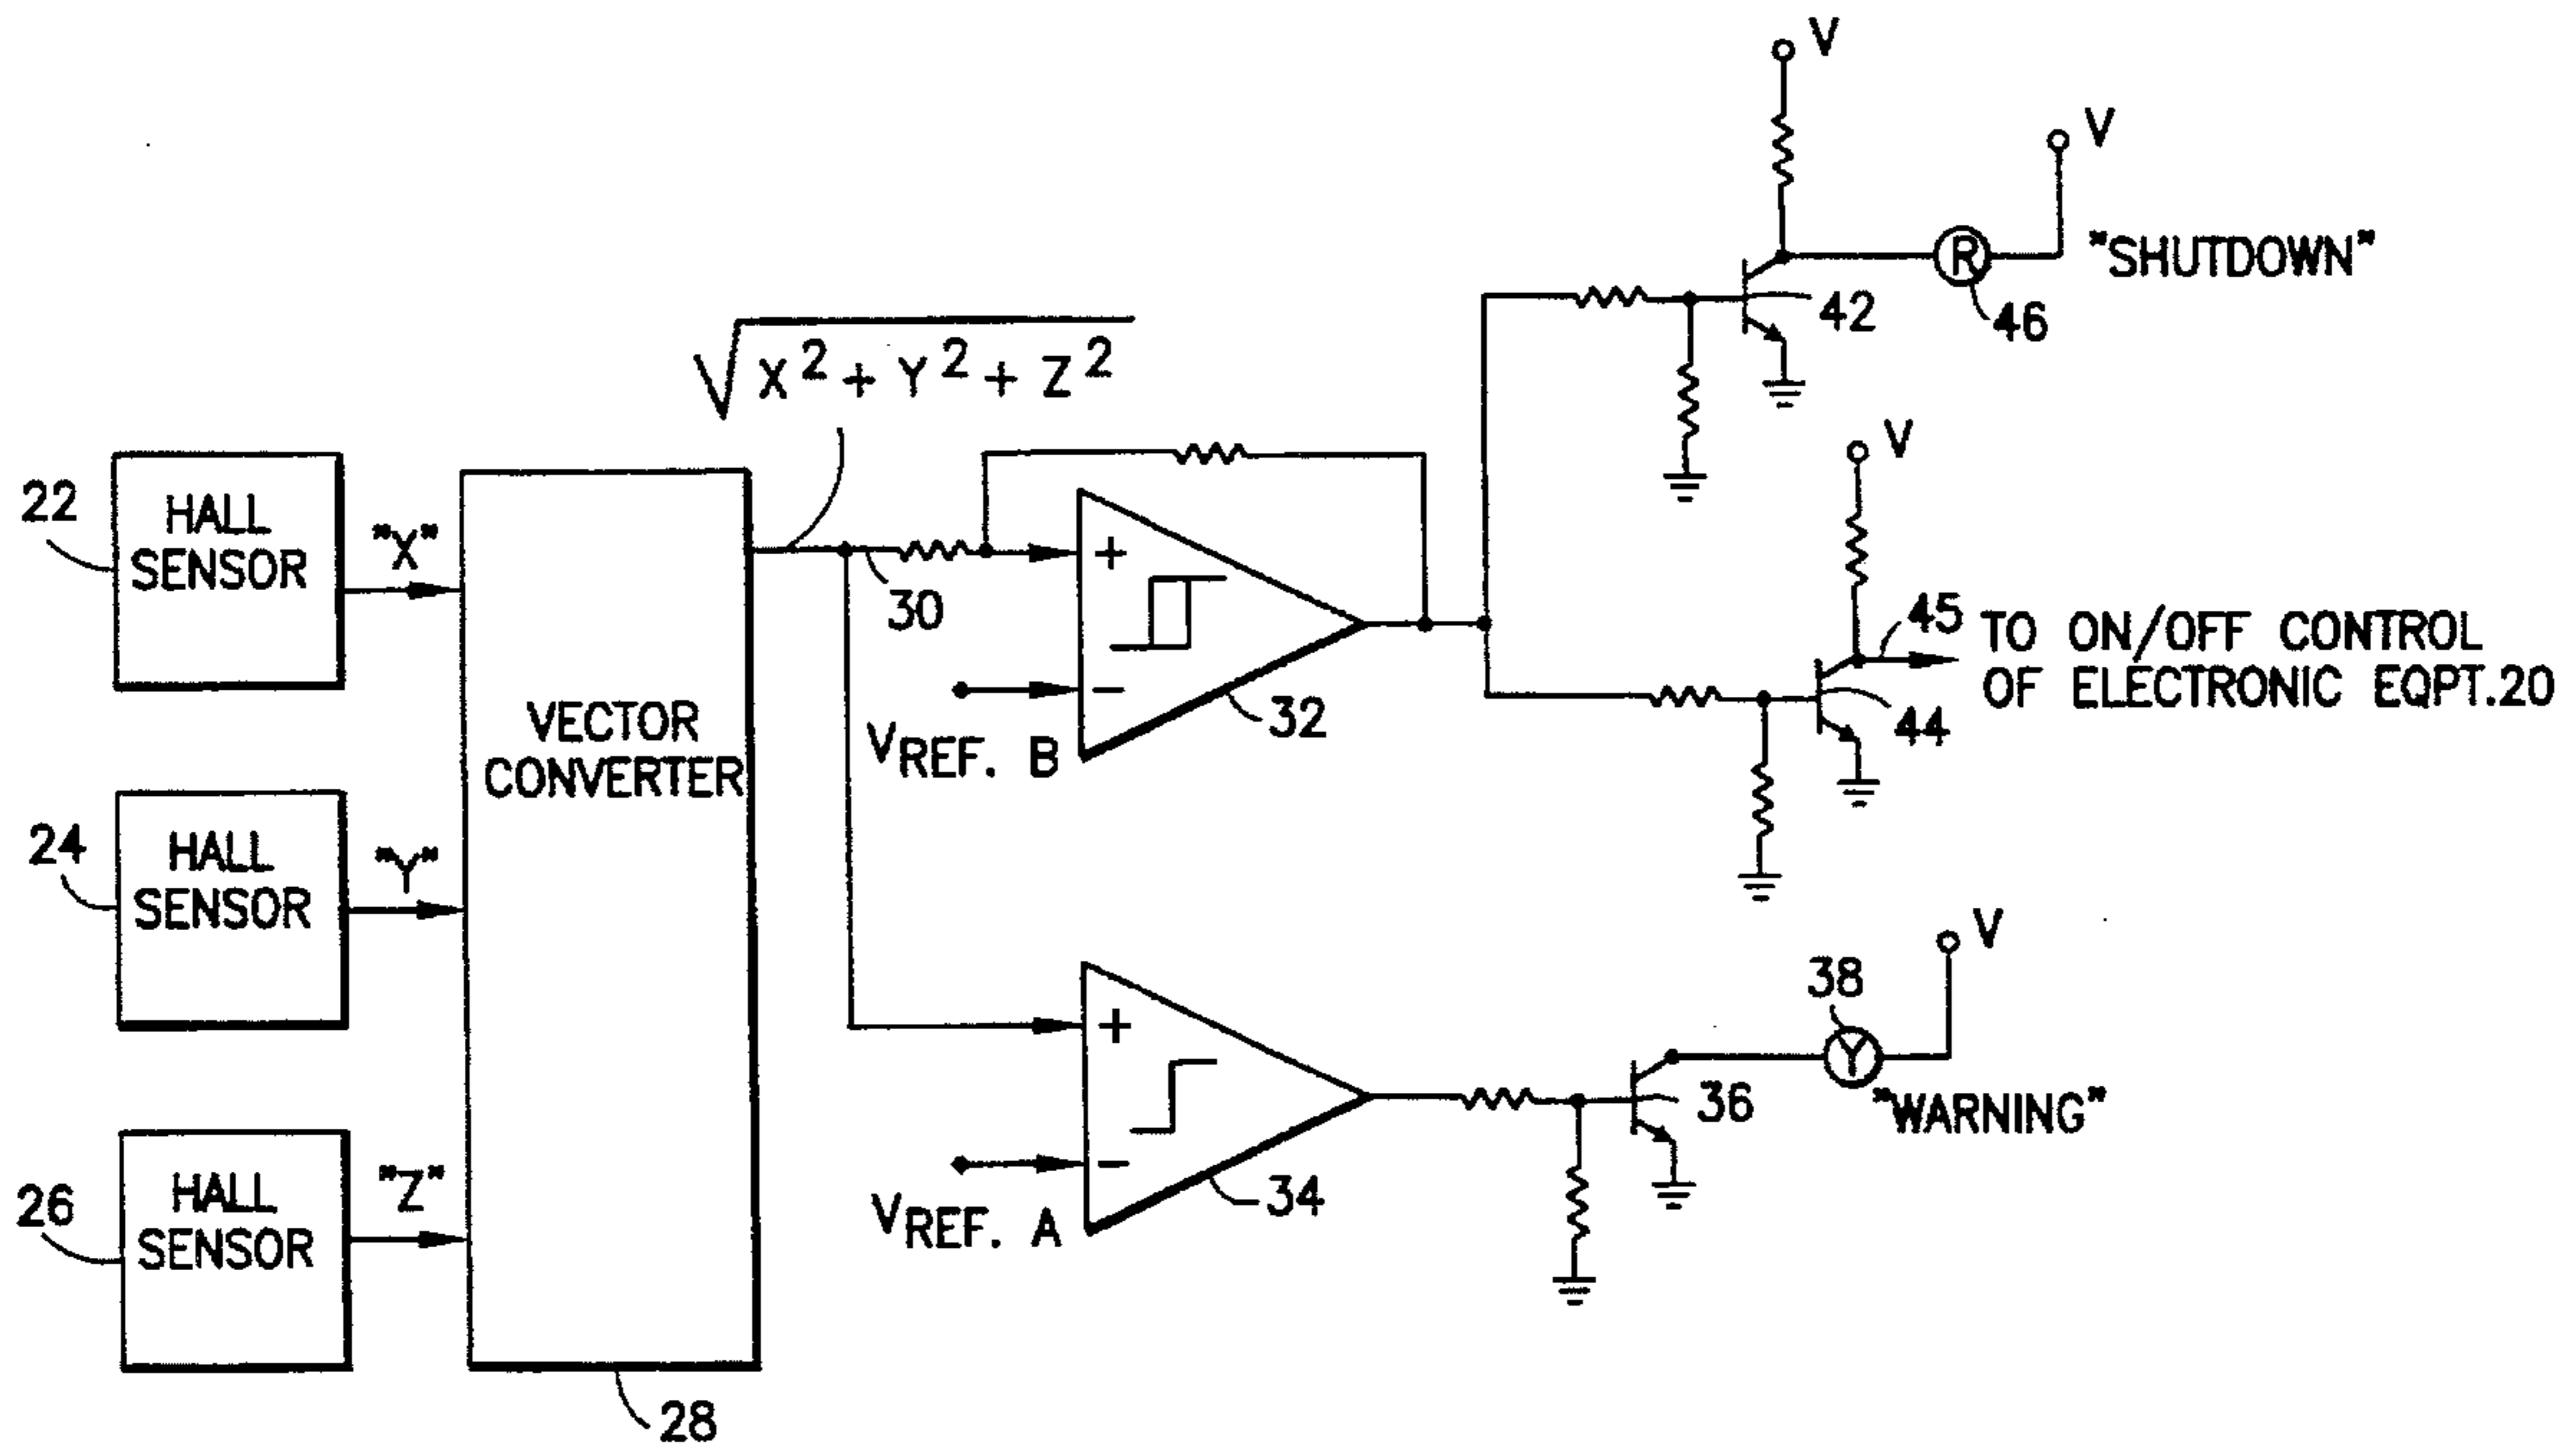 V
V
"SHUTDOWN"
R
42
46
√X² + Y² + Z²
22
HALL
SENSOR
"X"
30
+
−
32
VREF. B
V
45
TO ON/OFF CONTROL
OF ELECTRONIC EQPT.20
44
VECTOR
CONVERTER
24
HALL
SENSOR
"Y"
V
38
Y
"WARNING"
36
+
−
34
VREF. A
26
HALL
SENSOR
"Z"
28